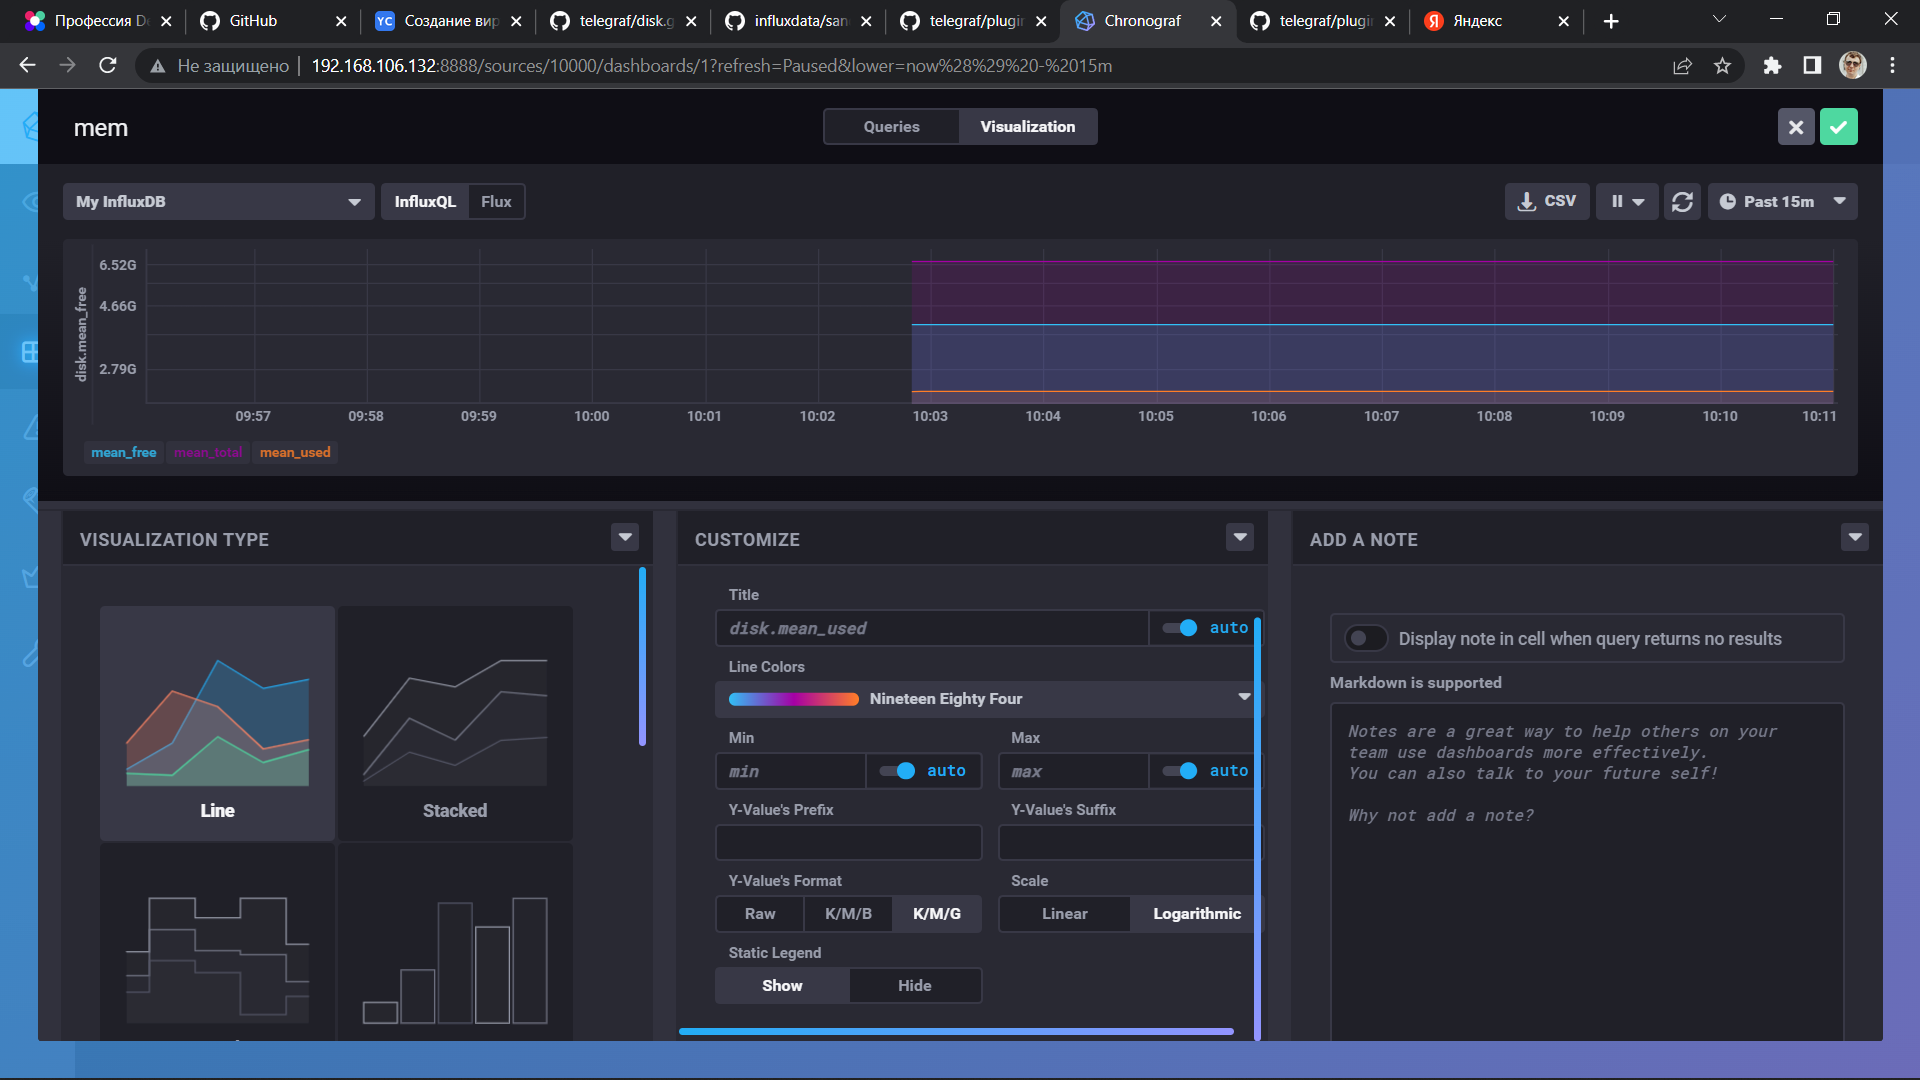 Профессия De
GitHub
YC
Создание вир
telegraf/disk.g
influxdata/san
telegraf/plugin
Chronograf
telegraf/plugin
Я
Яндекс
Не защищено
192.168.106.132:8888/sources/10000/dashboards/1?refresh=Paused&lower=now%28%29%20-%2015m
mem
Queries
Visualization
My InfluxDB
InfluxQL
Flux
CSV
Past 15m
disk.mean_free
6.52G
4.66G
2.79G
09:57
09:58
09:59
10:00
10:01
10:02
10:03
10:04
10:05
10:06
10:07
10:08
10:09
10:10
10:11
mean_free
mean_total
mean_used
VISUALIZATION TYPE
Line
Stacked
CUSTOMIZE
Title
disk.mean_used
auto
Line Colors
Nineteen Eighty Four
Min
Max
min
auto
max
auto
Y-Value's Prefix
Y-Value's Suffix
Y-Value's Format
Scale
Raw
K/M/B
K/M/G
Linear
Logarithmic
Static Legend
Show
Hide
ADD A NOTE
Display note in cell when query returns no results
Markdown is supported
Notes are a great way to help others on your
team use dashboards more effectively.
You can also talk to your future self!
Why not add a note?